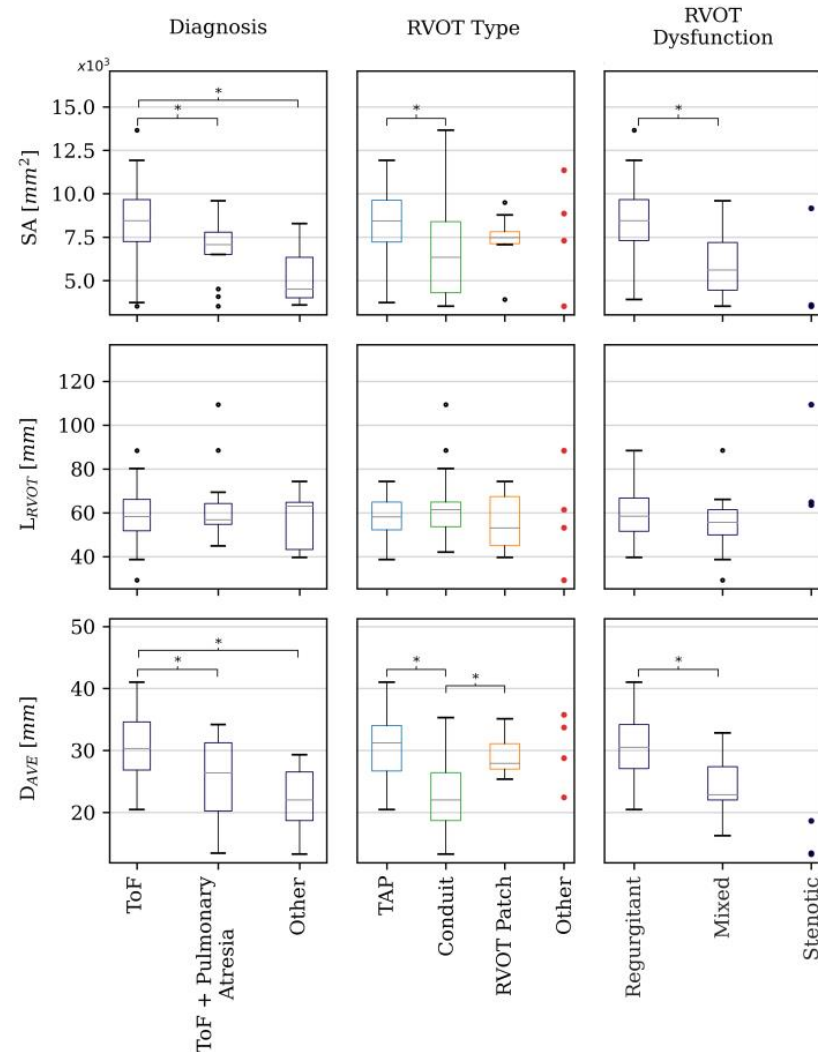 Diagnosis
RVOT Type
RVOT
Dysfunction
x10³
SA [mm²]
15.0
12.5
10.0
7.5
5.0
*
*
*
*
L_RVOT [mm]
120
100
80
60
40
D_AVE [mm]
50
40
30
20
*
*
*
*
*
ToF
ToF + Pulmonary
Atresia
Other
TAP
Conduit
RVOT Patch
Other
Regurgitant
Mixed
Stenotic